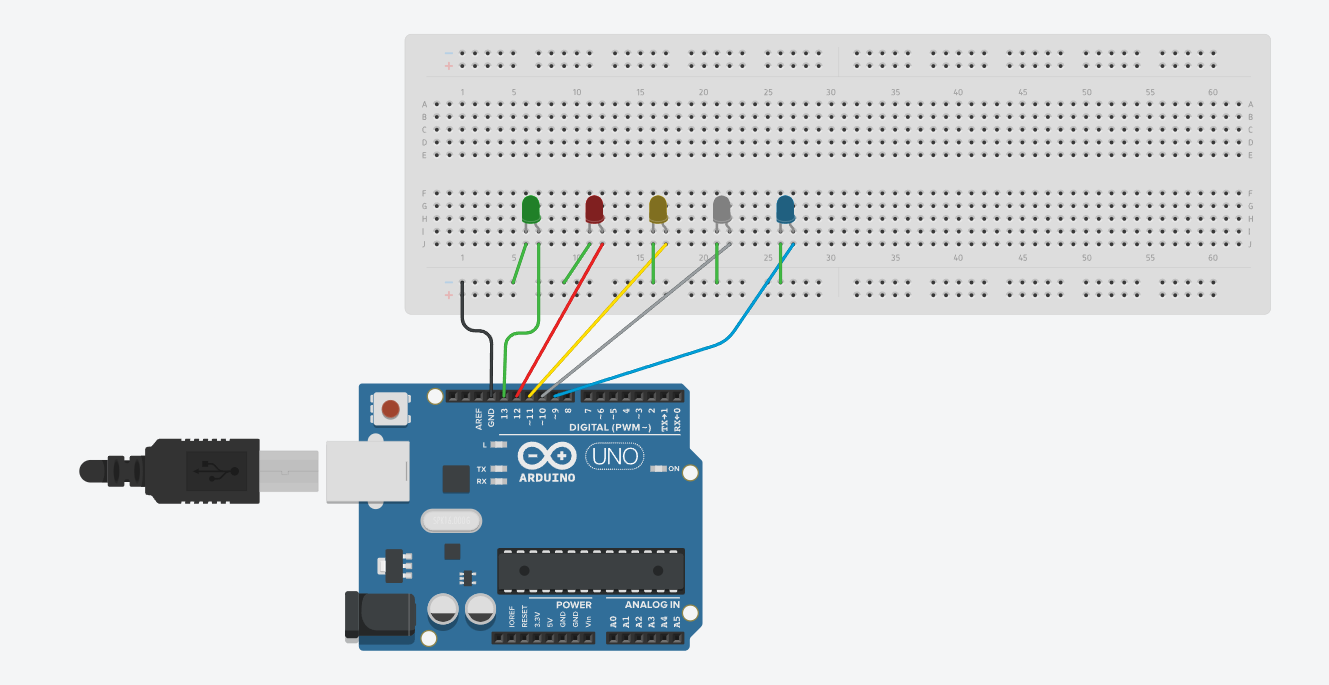 − −
+ +
1 5 10 15 20 25 30 35 40 45 50 55 60
A A
B B
C C
D D
E E
F F
G G
H H
I I
J J
1 5 10 15 20 25 30 35 40 45 50 55 60
−
+
AREF GND 13 12 ~11 ~10 ~9 8 7 ~6 ~5 4 ~3 2 TX→1 RX←0
DIGITAL (PWM~)
L
TX
RX
UNO
ARDUINO
ON
POWER
ANALOG IN
IOREF RESET 3.3V 5V GND GND Vin A0 A1 A2 A3 A4 A5